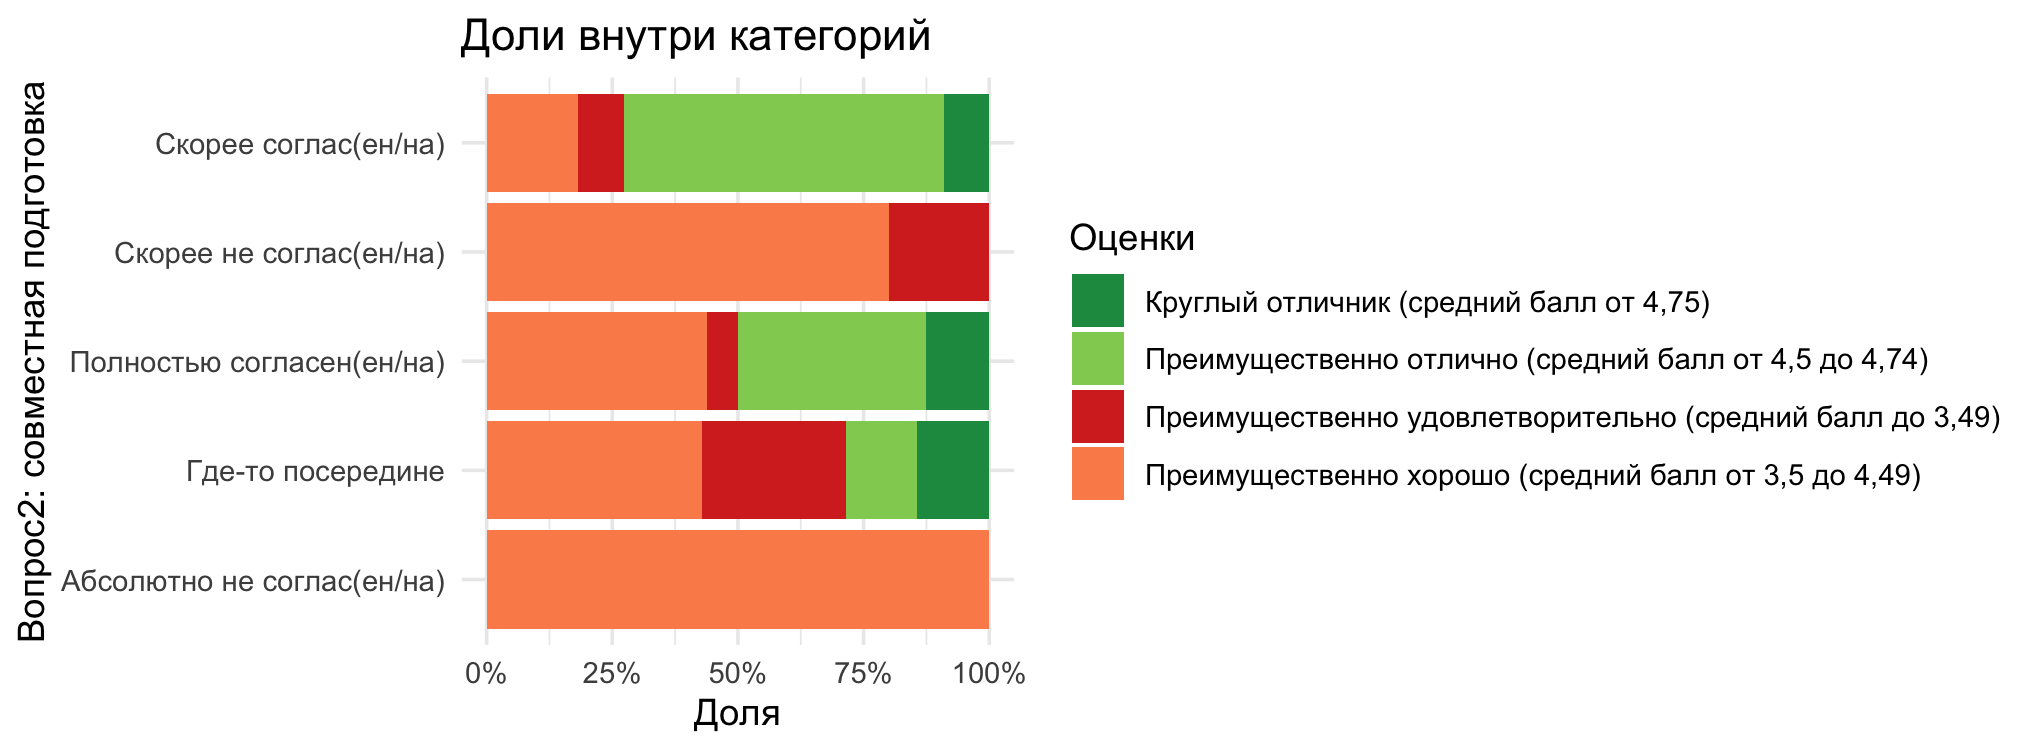 Доли внутри категорий
Вопрос2: совместная подготовка
Скорее соглас(ен/на)
Скорее не соглас(ен/на)
Полностью согласен(ен/на)
Где-то посередине
Абсолютно не соглас(ен/на)
0% 25% 50% 75% 100%
Доля
Оценки
Круглый отличник (средний балл от 4,75)
Преимущественно отлично (средний балл от 4,5 до 4,74)
Преимущественно удовлетворительно (средний балл до 3,49)
Преимущественно хорошо (средний балл от 3,5 до 4,49)